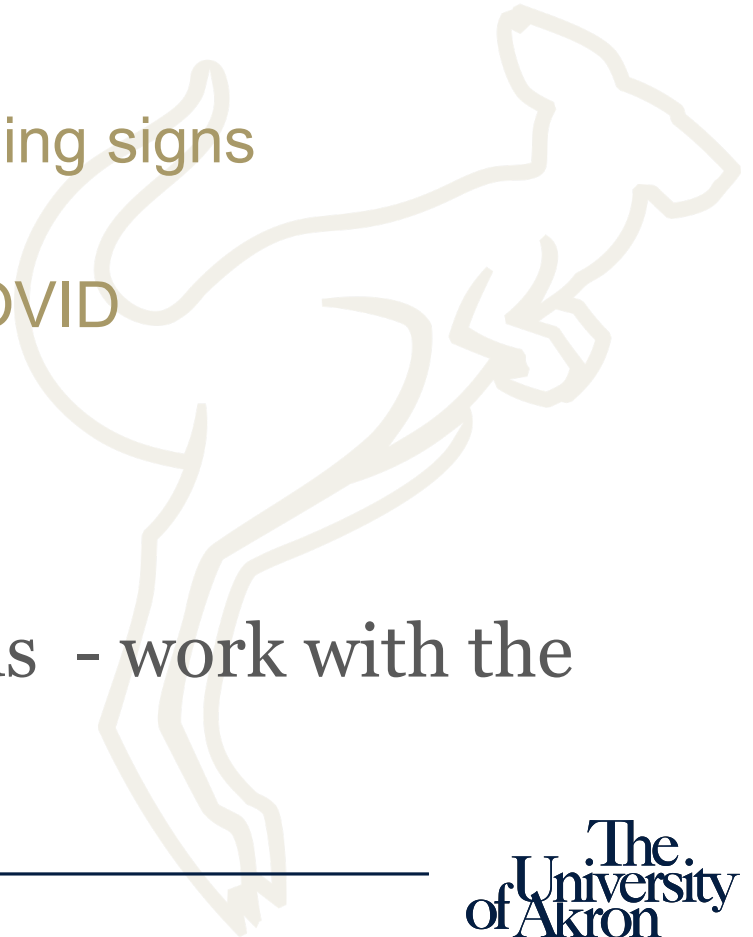 ing signs
OVID
s - work with the
The
University
of Akron